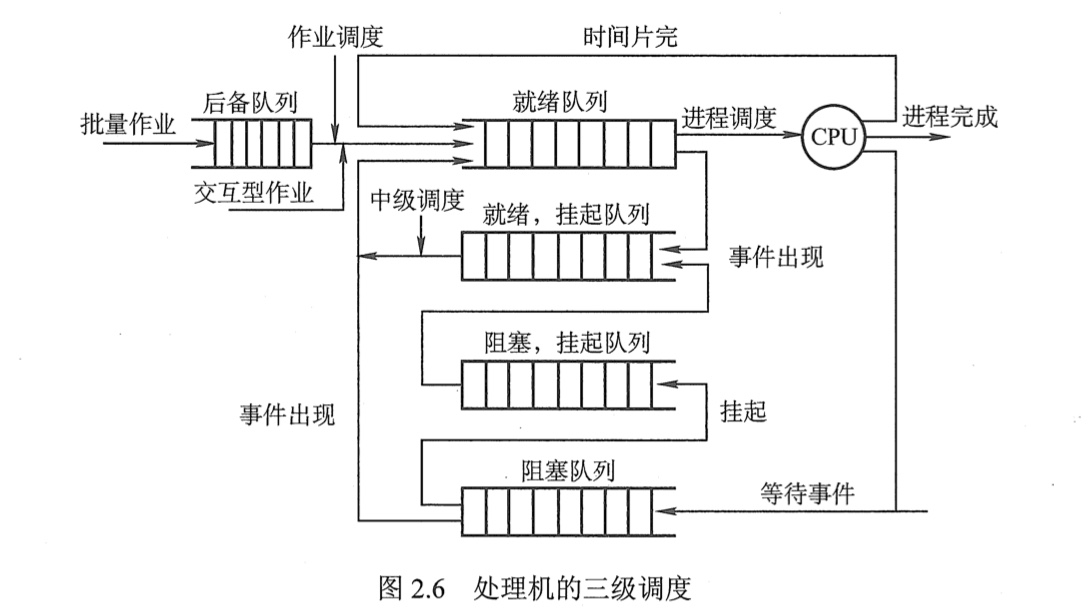 作业调度
时间片完
后备队列
就绪队列
批量作业
进程调度
CPU
进程完成
交互型作业
中级调度
就绪，挂起队列
事件出现
阻塞，挂起队列
事件出现
挂起
阻塞队列
等待事件
图 2.6 处理机的三级调度